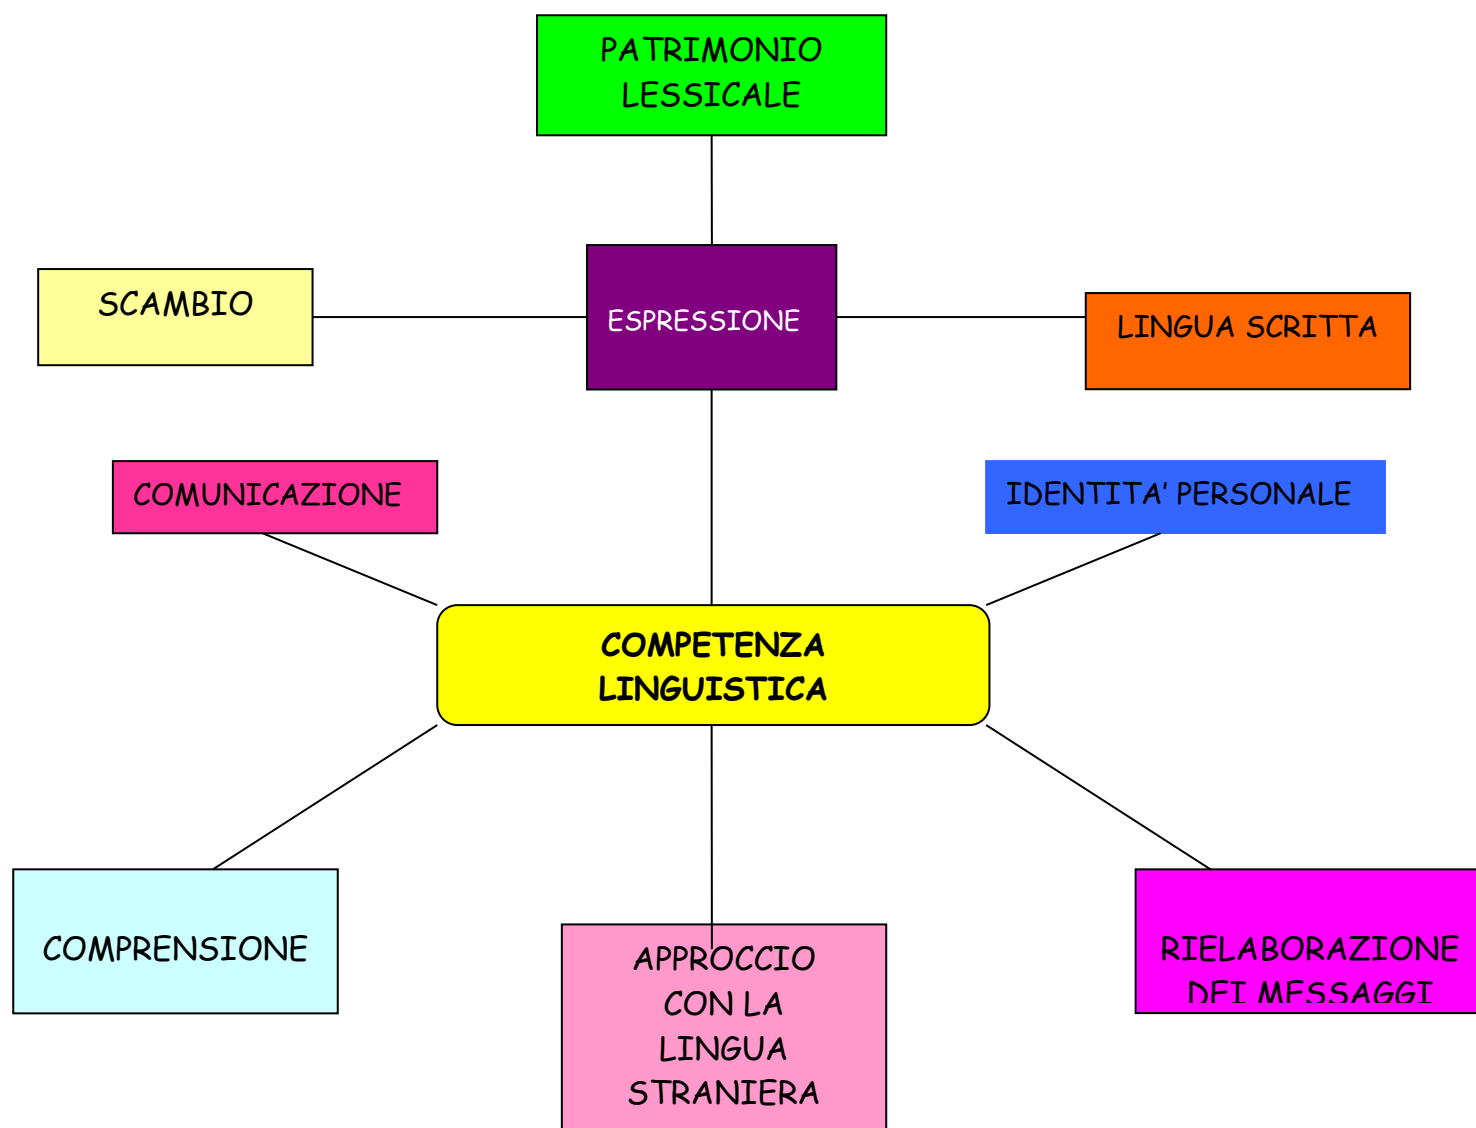 PATRIMONIO
LESSICALE
SCAMBIO
ESPRESSIONE
LINGUA SCRITTA
COMUNICAZIONE
IDENTITA’ PERSONALE
COMPETENZA
LINGUISTICA
COMPRENSIONE
APPROCCIO
CON LA
LINGUA
STRANIERA
RIELABORAZIONE
DEI MESSAGGI